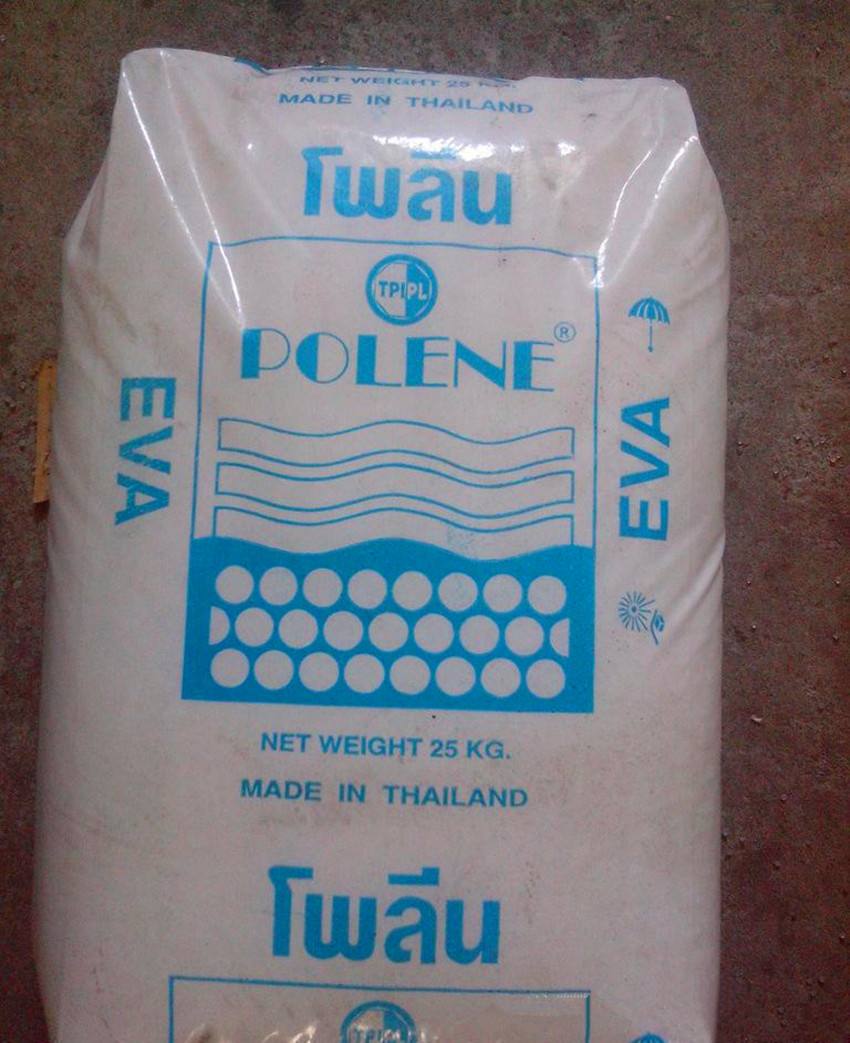 NET WEIGHT 25 KG.
MADE IN THAILAND
โพลีน
TPIPL
POLENE®
EVA
EVA
NET WEIGHT 25 KG.
MADE IN THAILAND
โพลีน
TPIPL